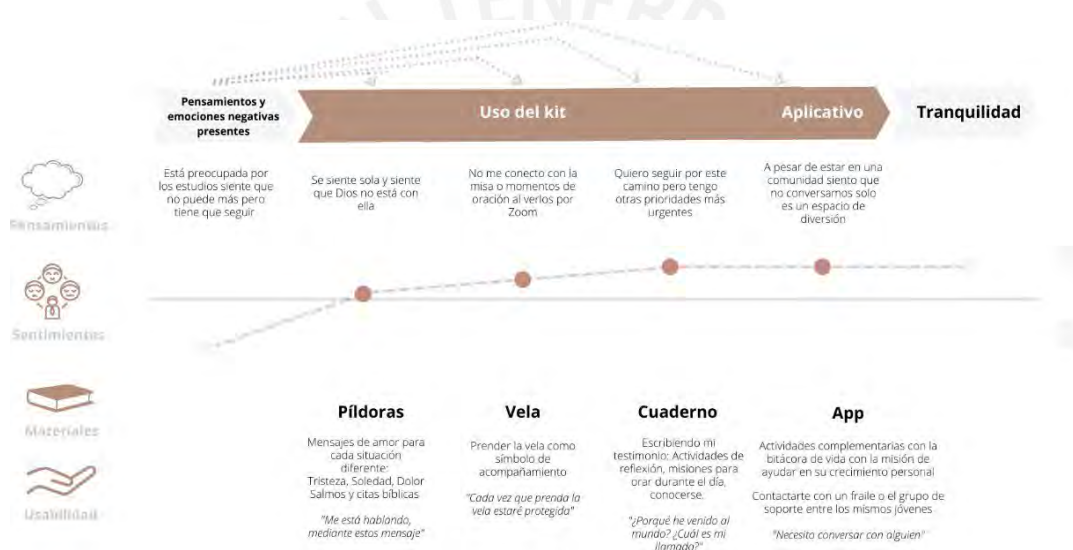 TENEBR
Pensamientos y
emociones negativas
presentes
Uso del kit
Aplicativo
Tranquilidad
Pensamientos
Está preocupada por
los estudios siente que
no puede más pero
tiene que seguir
Se siente sola y siente
que Dios no está con
ella
No me conecto con la
misa o momentos de
oración al verlos por
Zoom
Quiero seguir por este
camino pero tengo
otras prioridades más
urgentes
A pesar de estar en una
comunidad siento que
no conversamos solo
es un espacio de
diversión
Sentimientos
Materiales
Usabilidad
Píldoras
Mensajes de amor para
cada situación
diferente:
Tristeza, Soledad, Dolor
Salmos y citas bíblicas
"Me está hablando,
mediante estos mensaje"
Vela
Prender la vela como
símbolo de
acompañamiento
"Cada vez que prenda la
vela estaré protegida"
Cuaderno
Escribiendo mi
testimonio: Actividades de
reflexión, misiones para
orar durante el día,
conocerse.
"¿Porqué he venido al
mundo? ¿Cuál es mi
llamado?"
App
Actividades complementarias con la
bitácora de vida con la misión de
ayudar en su crecimiento personal
Contactarte con un fraile o el grupo de
soporte entre los mismos jóvenes
"Necesito conversar con alguien"